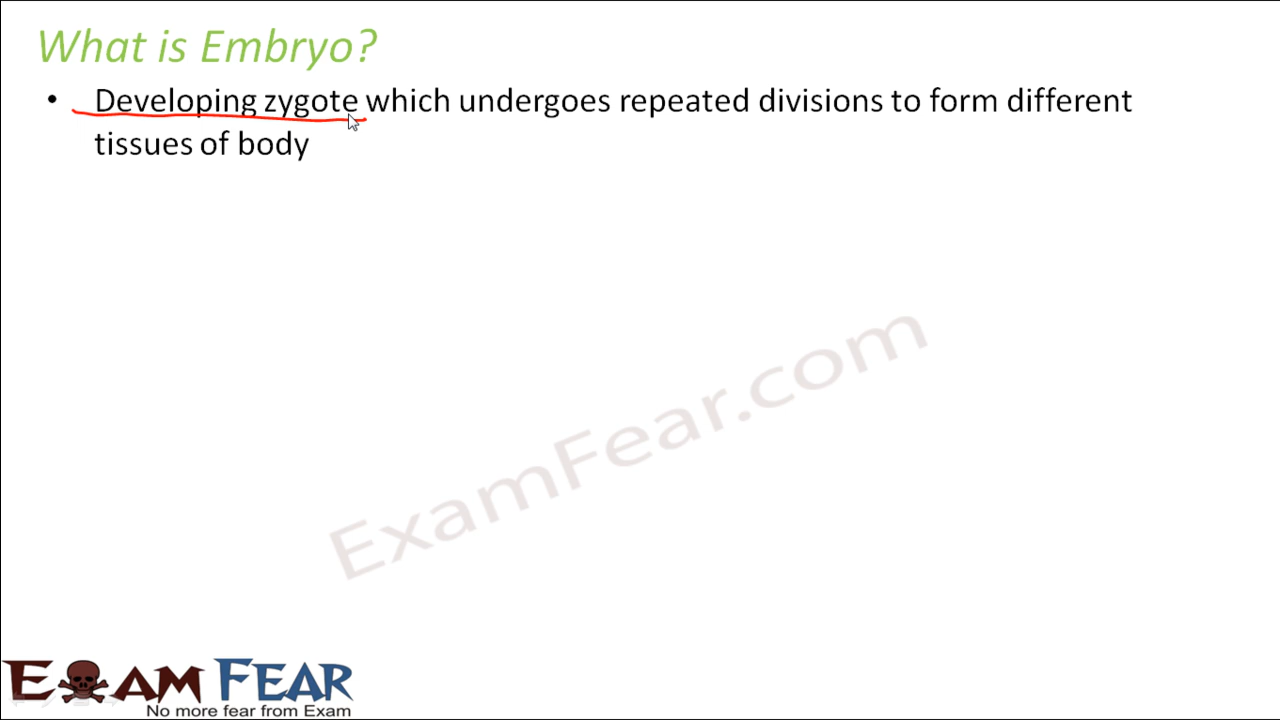 What is Embryo?
• Developing zygote which undergoes repeated divisions to form different
tissues of body
ExamFear.com
EXAM FEAR
No more fear from Exam